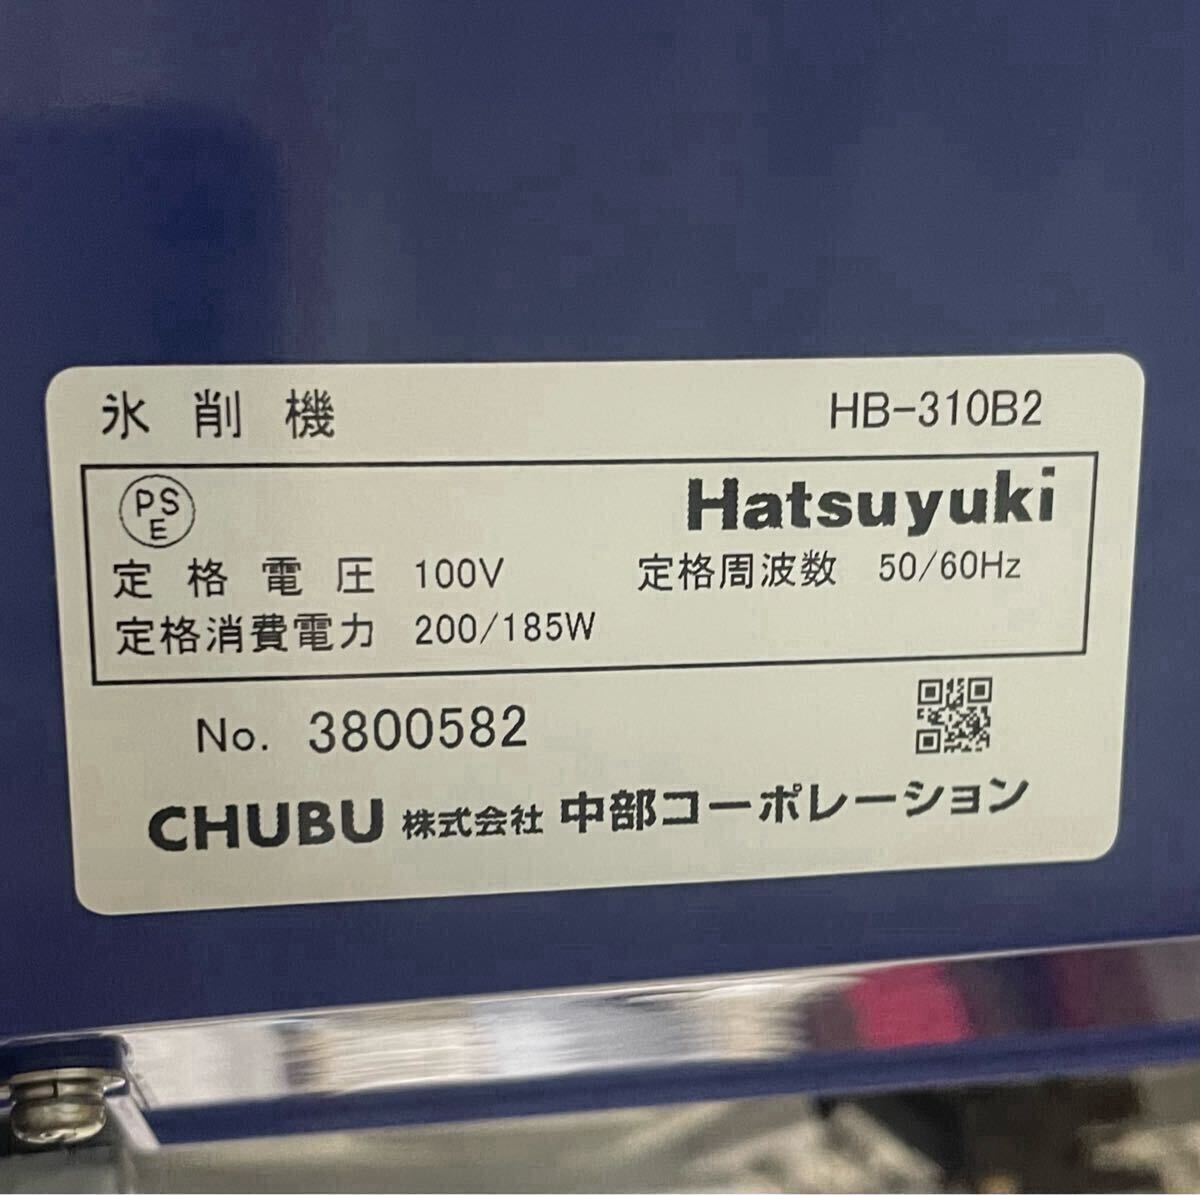 氷削機 HB-310B2
PS
E
Hatsuyuki
定格電圧 100V 定格周波数 50/60Hz
定格消費電力 200/185W
No. 3800582
CHUBU 株式会社 中部コーポレーション